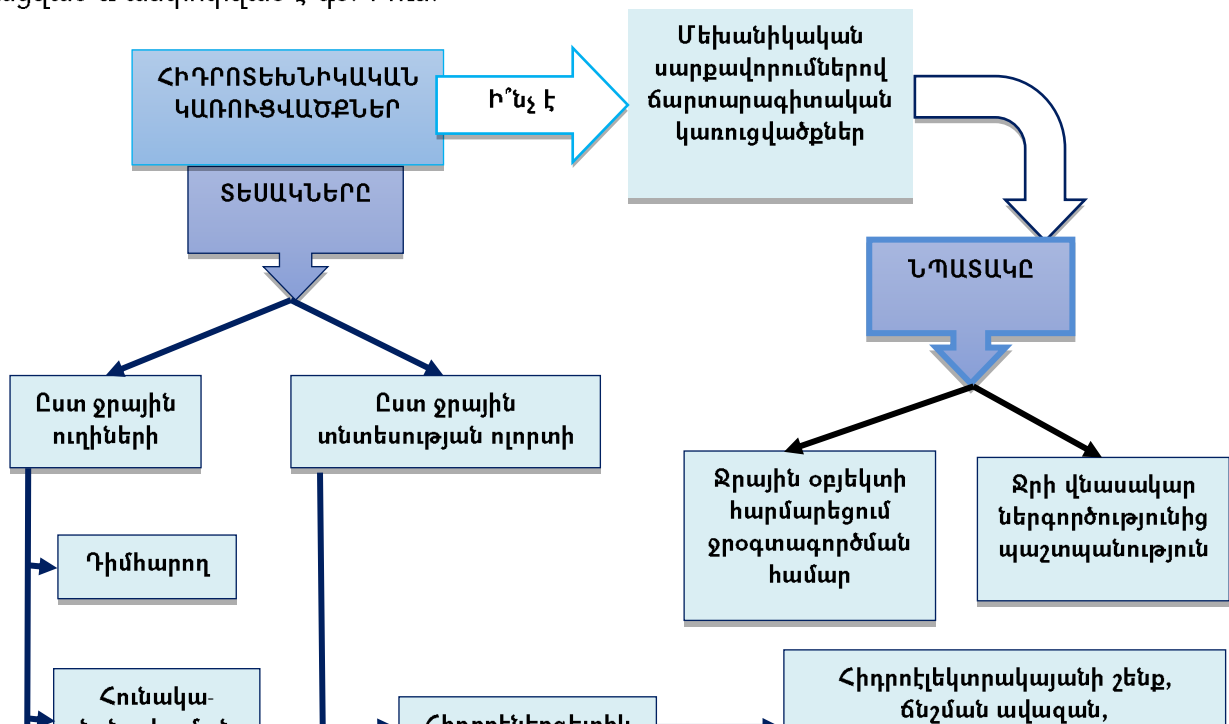 ՀԻԴՐՈՏԵԽՆԻԿԱԿԱՆ
ԿԱՌՈՒՑՎԱԾՔՆԵՐ
Ի՞նչ է
Մեխանիկական
սարքավորումներով
ճարտարագիտական
կառուցվածքներ
ՏԵՍԱԿՆԵՐԸ
ՆՊԱՏԱԿԸ
Ըստ ջրային
ուղիների
Ըստ ջրային
տնտեսության ոլորտի
Ջրային օբյեկտի
հարմարեցում
ջրօգտագործման
համար
Ջրի վնասակար
ներգործությունից
պաշտպանություն
Դիմհարող
Հունակա-
Հիդրոէներգետիկ
Հիդրոէլեկտրակայանի շենք,
ճնշման ավազան,